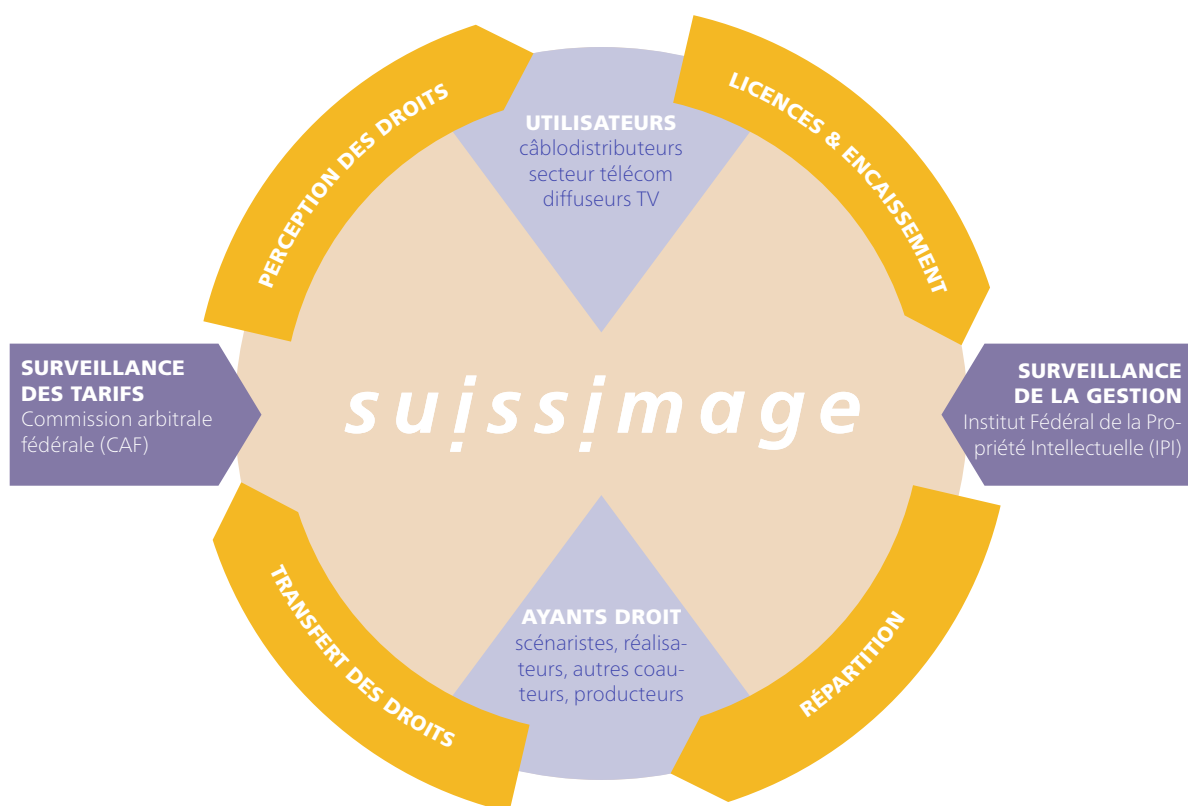 PERCEPTION DES DROITS
UTILISATEURS
câblodistributeurs
secteur télécom
diffuseurs TV
LICENCES & ENCAISSEMENT
SURVEILLANCE
DES TARIFS
Commission arbitrale
fédérale (CAF)
suissimage
SURVEILLANCE
DE LA GESTION
Institut Fédéral de la Pro-
priété Intellectuelle (IPI)
TRANSFERT DES DROITS
AYANTS DROIT
scénaristes, réalisa-
teurs, autres coau-
teurs, producteurs
RÉPARTITION